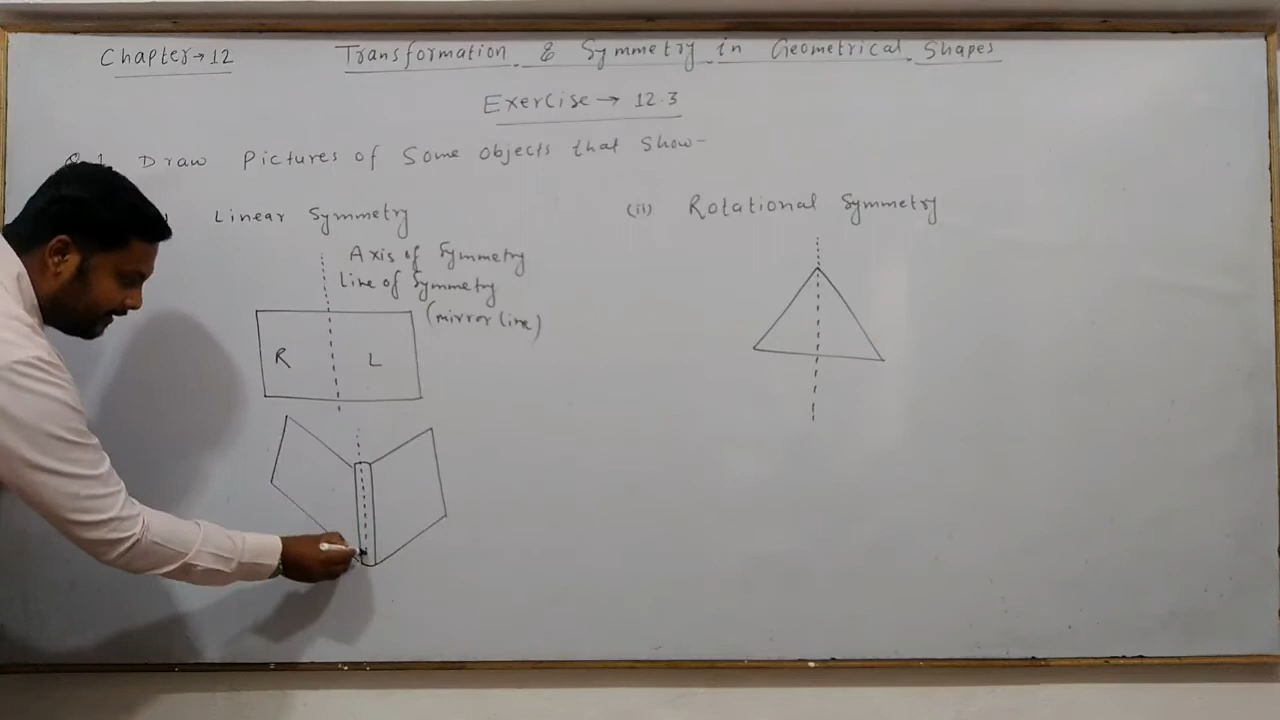 Chapter→12
Transformation & Symmetry in Geometrical Shapes
Exercise → 12.3
Draw Pictures of Some Objects that Show-
Linear Symmetry
(ii) Rotational Symmetry
Axis of Symmetry
Line of Symmetry
(mirror line)
R L